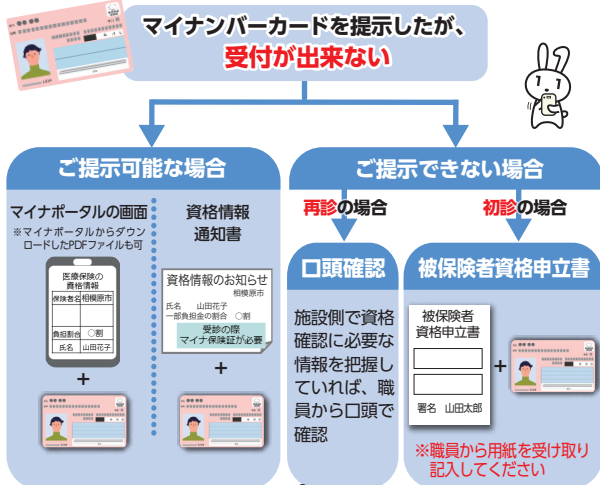 マイナンバーカードを提示したが、
受付が出来ない
ご提示可能な場合
マイナポータルの画面
※マイナポータルからダウン
ロードしたPDFファイルも可
医療保険の
資格情報
保険者名 相模原市
負担割合 〇割
氏名 山田花子
+
資格情報
通知書
資格情報のお知らせ
相模原市
氏名 山田花子
一部負担金の割合 〇割
受診の際
マイナ保険証が必要
+
ご提示できない場合
再診の場合
口頭確認
施設側で資格
確認に必要な
情報を把握し
ていれば、職
員から口頭で
確認
初診の場合
被保険者資格申立書
被保険者
資格申立書
署名 山田太郎
+
※職員から用紙を受け取り
記入してください